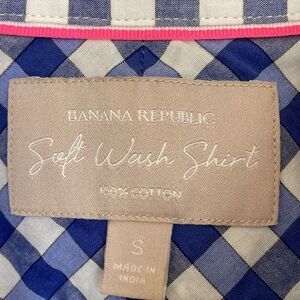 BANANA REPUBLIC
Soft Wash Shirt
100% COTTON
S
MADE IN
INDIA